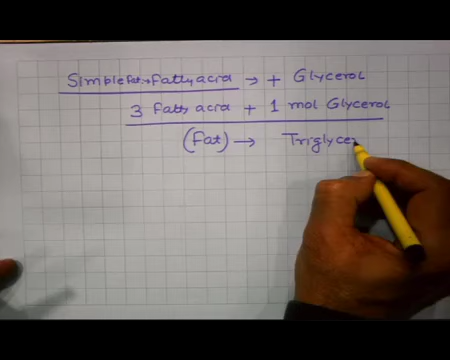 Simple fat → Fatty acid → + Glycerol
3 Fatty acid + 1 mol Glycerol
(Fat) → Triglycer